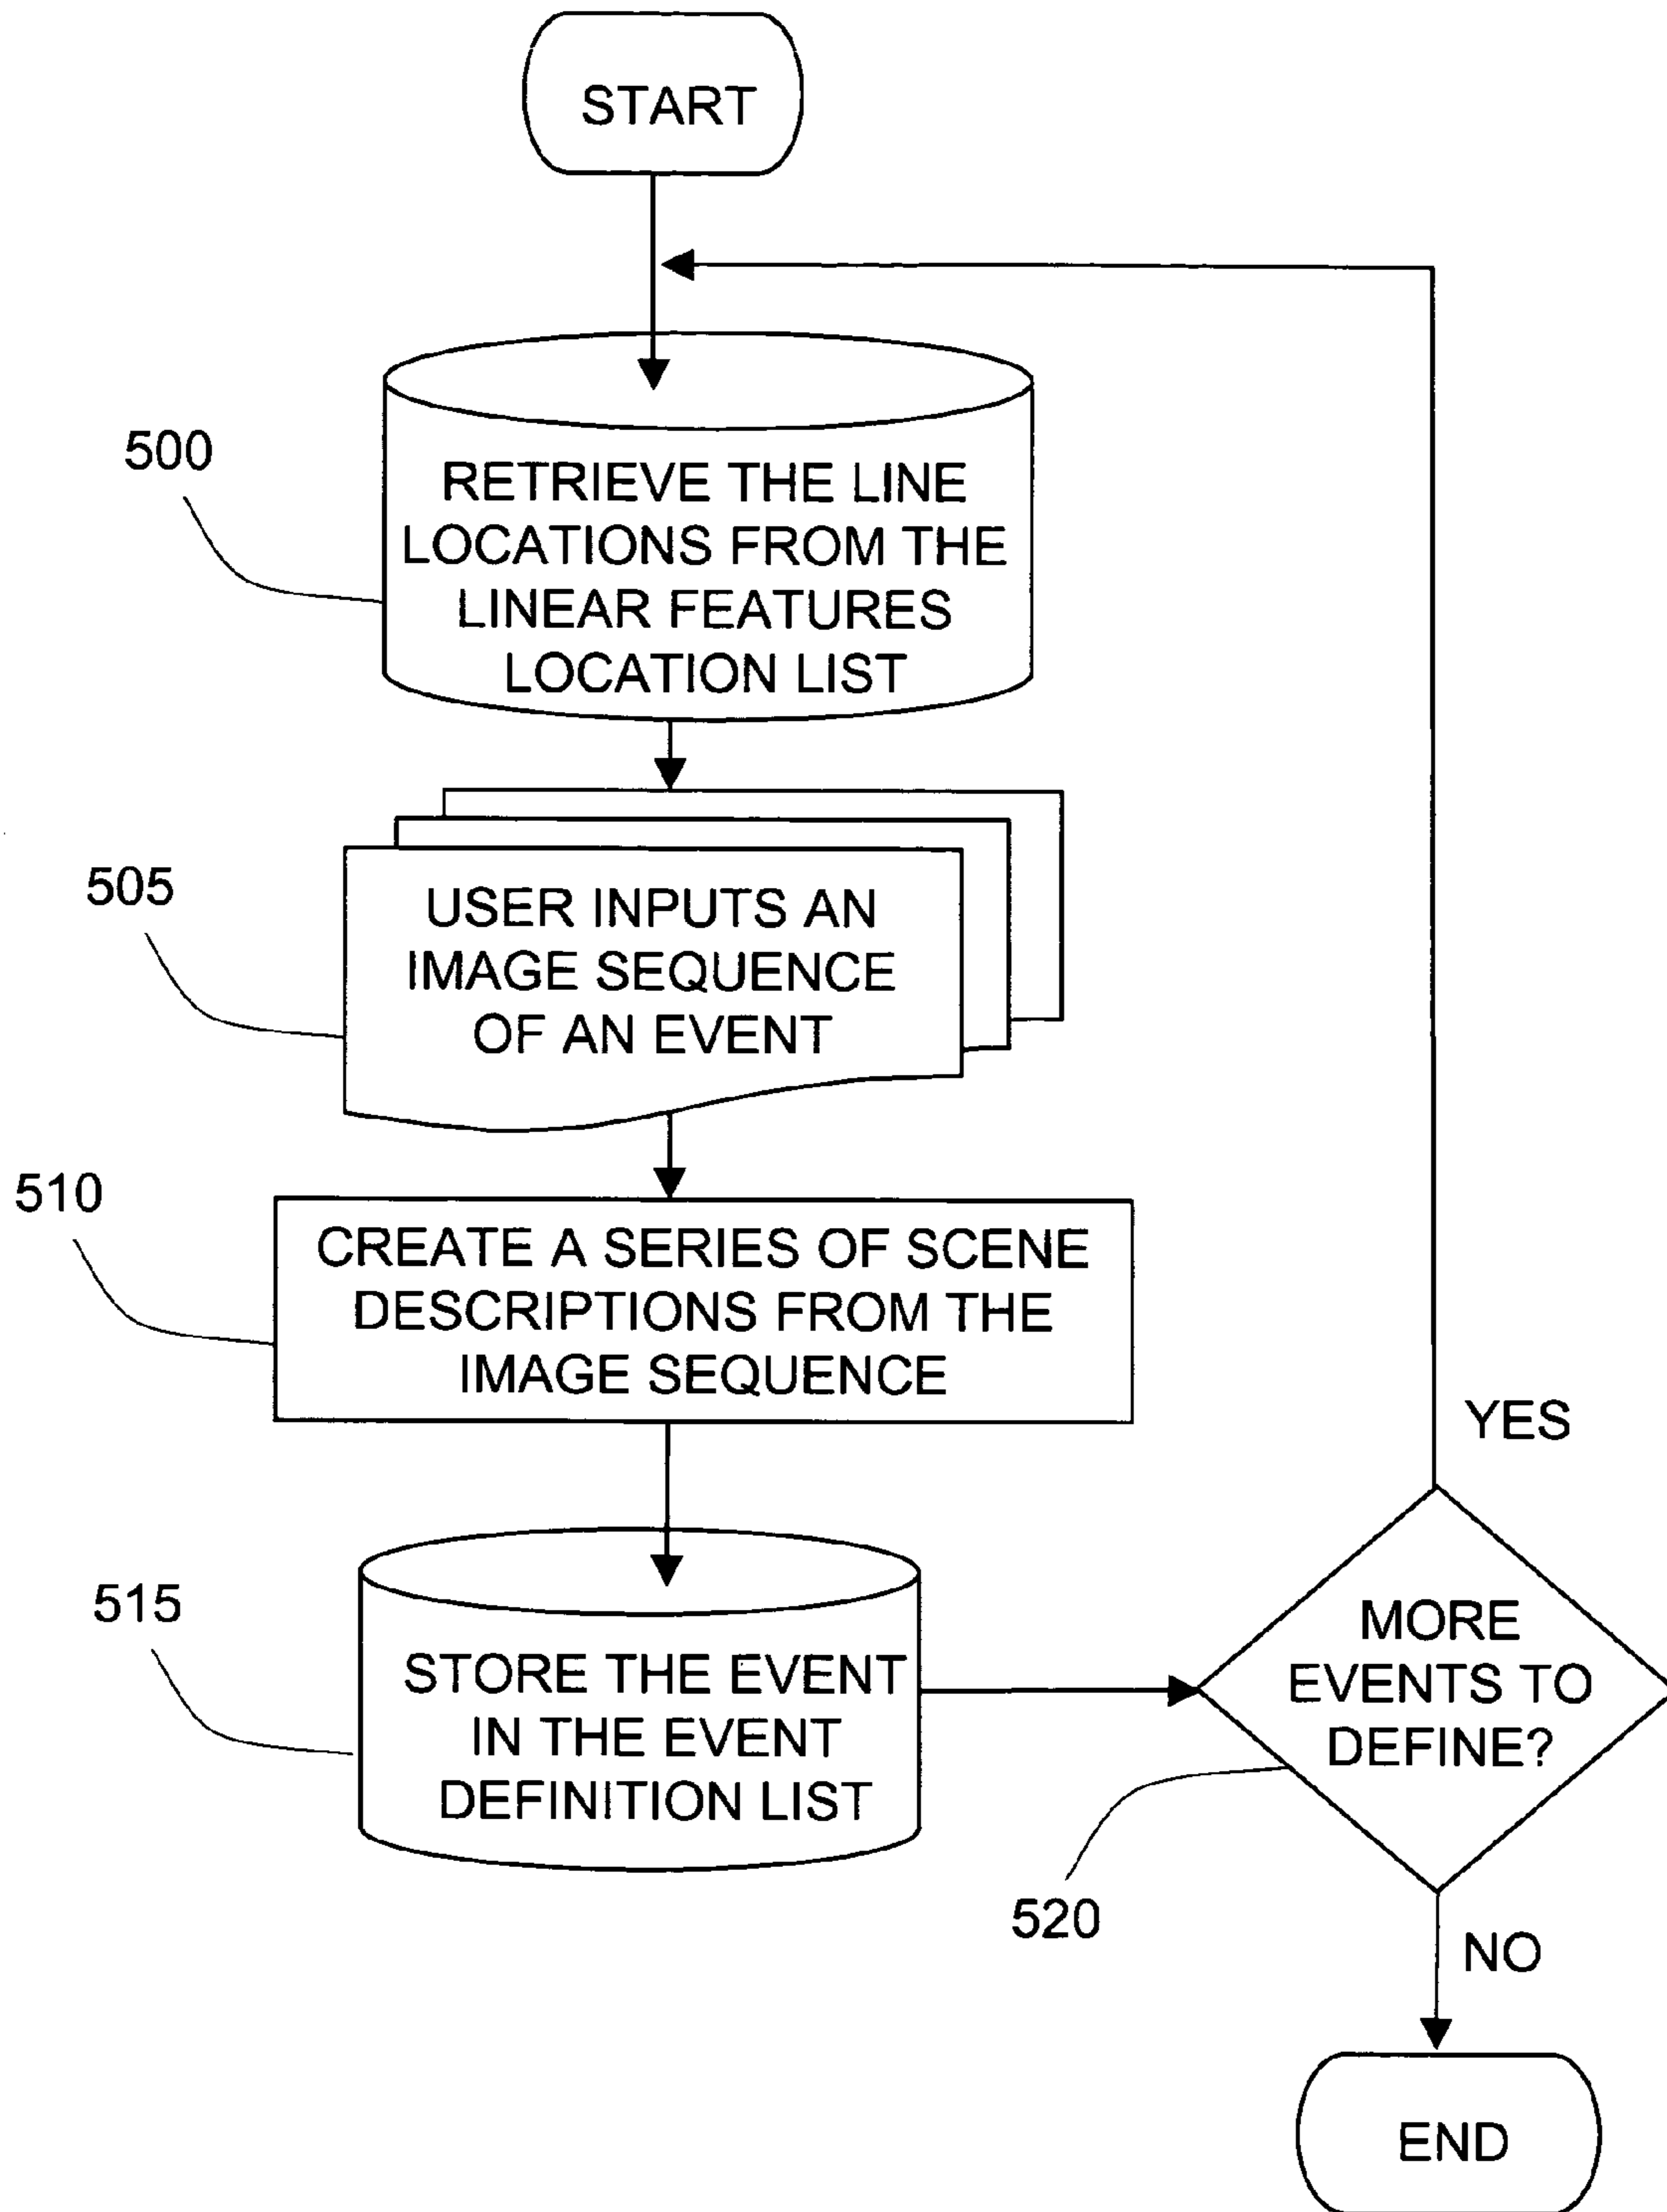 START
500
RETRIEVE THE LINE
LOCATIONS FROM THE
LINEAR FEATURES
LOCATION LIST
505
USER INPUTS AN
IMAGE SEQUENCE
OF AN EVENT
510
CREATE A SERIES OF SCENE
DESCRIPTIONS FROM THE
IMAGE SEQUENCE
YES
515
STORE THE EVENT
IN THE EVENT
DEFINITION LIST
MORE
EVENTS TO
DEFINE?
520
NO
END